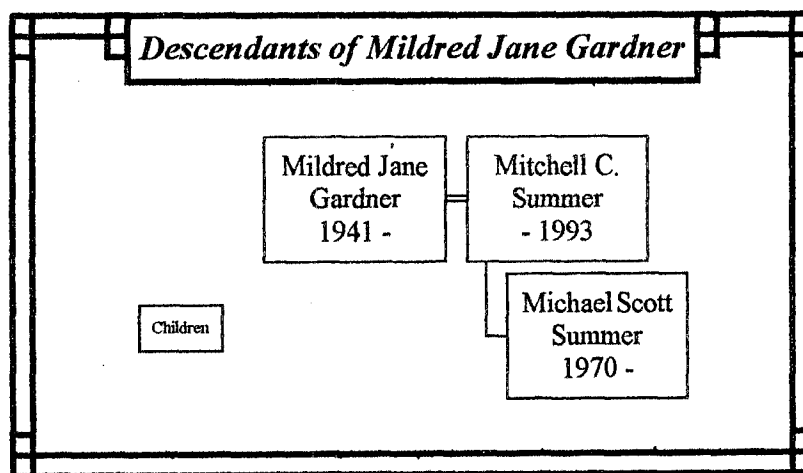 Descendants of Mildred Jane Gardner
Mildred Jane
Gardner
1941 -
Mitchell C.
Summer
- 1993
Children
Michael Scott
Summer
1970 -